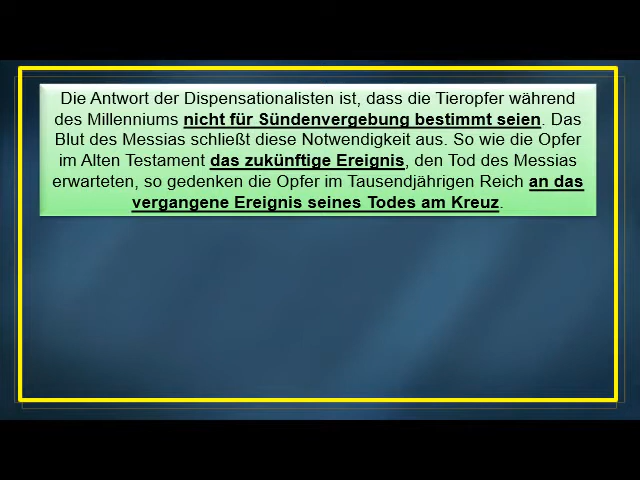 Die Antwort der Dispensationalisten ist, dass die Tieropfer während
des Millenniums nicht für Sündenvergebung bestimmt seien. Das
Blut des Messias schließt diese Notwendigkeit aus. So wie die Opfer
im Alten Testament das zukünftige Ereignis, den Tod des Messias
erwarteten, so gedenken die Opfer im Tausendjährigen Reich an das
vergangene Ereignis seines Todes am Kreuz.